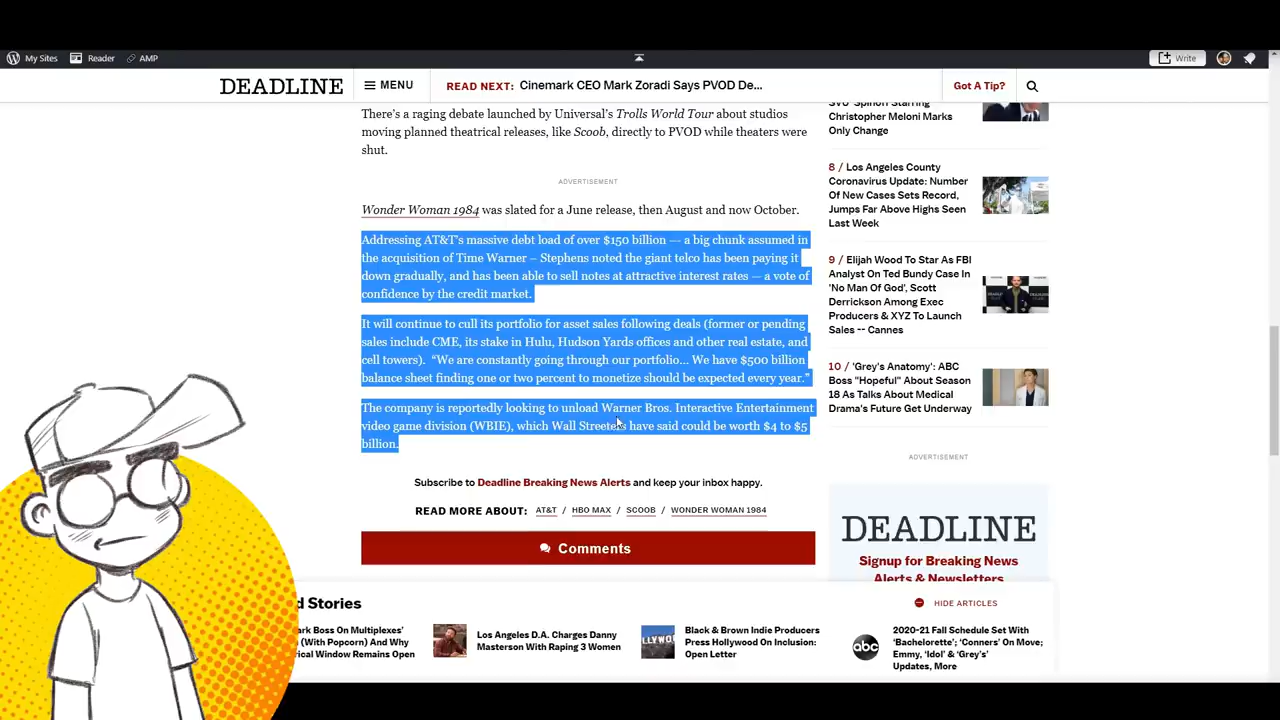 My Sites Reader AMP Write
DEADLINE MENU READ NEXT: Cinemark CEO Mark Zoradi Says PVOD De... Got A Tip?
There's a raging debate launched by Universal's Trolls World Tour about studios
moving planned theatrical releases, like Scoob, directly to PVOD while theaters were
shut.
ADVERTISEMENT
Wonder Woman 1984 was slated for a June release, then August and now October.
Addressing AT&T's massive debt load of over $150 billion — a big chunk assumed in
the acquisition of Time Warner – Stephens noted the giant telco has been paying it
down gradually, and has been able to sell notes at attractive interest rates — a vote of
confidence by the credit market.
It will continue to cull its portfolio for asset sales following deals (former or pending
sales include CME, its stake in Hulu, Hudson Yards offices and other real estate, and
cell towers). “We are constantly going through our portfolio... We have $500 billion
balance sheet finding one or two percent to monetize should be expected every year.”
The company is reportedly looking to unload Warner Bros. Interactive Entertainment
video game division (WBIE), which Wall Streeters have said could be worth $4 to $5
billion.
Subscribe to Deadline Breaking News Alerts and keep your inbox happy.
READ MORE ABOUT: AT&T / HBO MAX / SCOOB / WONDER WOMAN 1984
Comments
SVU' Spinoff Starring
Christopher Meloni Marks
Only Change
8 / Los Angeles County
Coronavirus Update: Number
Of New Cases Sets Record,
Jumps Far Above Highs Seen
Last Week
9 / Elijah Wood To Star As FBI
Analyst On Ted Bundy Case In
'No Man Of God', Scott
Derrickson Among Exec
Producers & XYZ To Launch
Sales -- Cannes
10 / 'Grey's Anatomy': ABC
Boss "Hopeful" About Season
18 As Talks About Medical
Drama's Future Get Underway
ADVERTISEMENT
DEADLINE
Signup for Breaking News
Alerts & Newsletters
d Stories HIDE ARTICLES
ark Boss On Multiplexes'
(With Popcorn) And Why
rical Window Remains Open
Los Angeles D.A. Charges Danny
Masterson With Raping 3 Women
Black & Brown Indie Producers
Press Hollywood On Inclusion:
Open Letter
abc
2020-21 Fall Schedule Set With
'Bachelorette'; 'Conners' On Move;
Emmy, 'Idol' & 'Grey's'
Updates, More